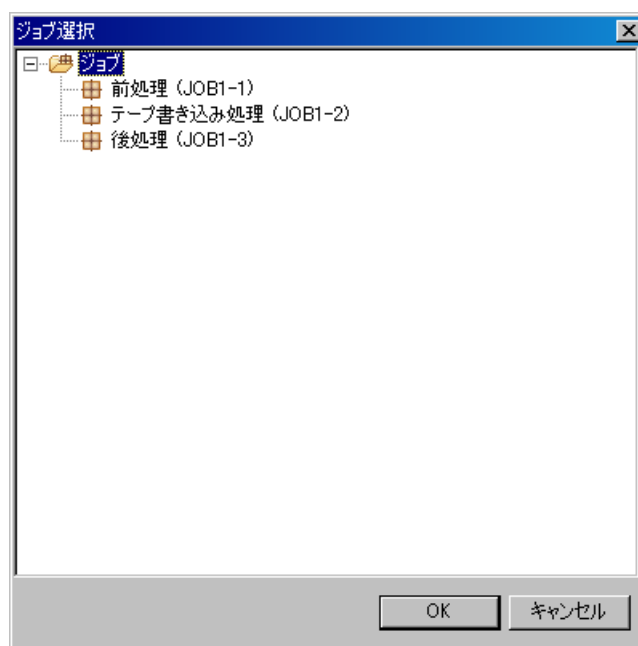 ジョブ選択
ジョブ
前処理 (JOB1-1)
テープ書き込み処理 (JOB1-2)
後処理 (JOB1-3)
OK
キャンセル